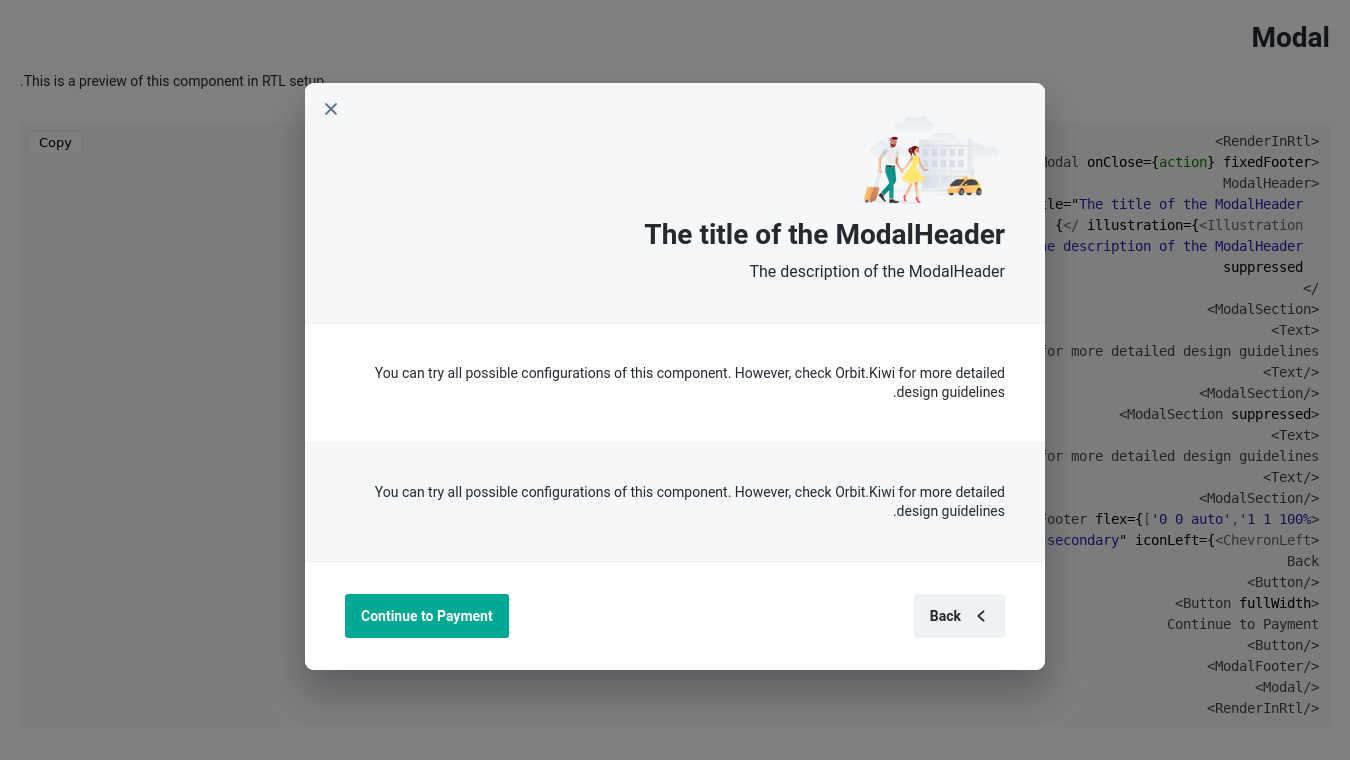 Modal
.This is a preview of this component in RTL setup
Copy
<RenderInRtl>
Modal onClose={action} fixedFooter>
ModalHeader>
"The title of the ModalHeader
{</ illustration={<Illustration
description of the ModalHeader
suppressed
</
<ModalSection>
<Text>
for more detailed design guidelines
<Text/>
<ModalSection/>
<ModalSection suppressed>
<Text>
for more detailed design guidelines
<Text/>
<ModalSection/>
Footer flex={['0 0 auto','1 1 100%>
secondary" iconLeft={<ChevronLeft>
Back
<Button/>
<Button fullWidth>
Continue to Payment
<Button/>
<ModalFooter/>
<Modal/>
<RenderInRtl/>
HOTEL
The title of the ModalHeader
The description of the ModalHeader
You can try all possible configurations of this component. However, check Orbit.Kiwi for more detailed
.design guidelines
You can try all possible configurations of this component. However, check Orbit.Kiwi for more detailed
.design guidelines
Continue to Payment
Back